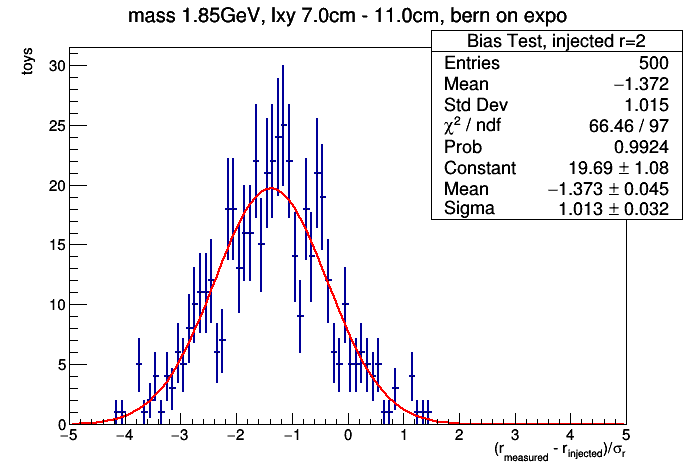 mass 1.85GeV, lxy 7.0cm - 11.0cm, bern on expo
toys
Bias Test, injected r=2
Entries 500
Mean −1.372
Std Dev 1.015
χ² / ndf 66.46 / 97
Prob 0.9924
Constant 19.69 ± 1.08
Mean −1.373 ± 0.045
Sigma 1.013 ± 0.032
30
25
20
15
10
5
0
−5 −4 −3 −2 −1 0 1 2 3 4 5
(r_measured - r_injected)/σ_r